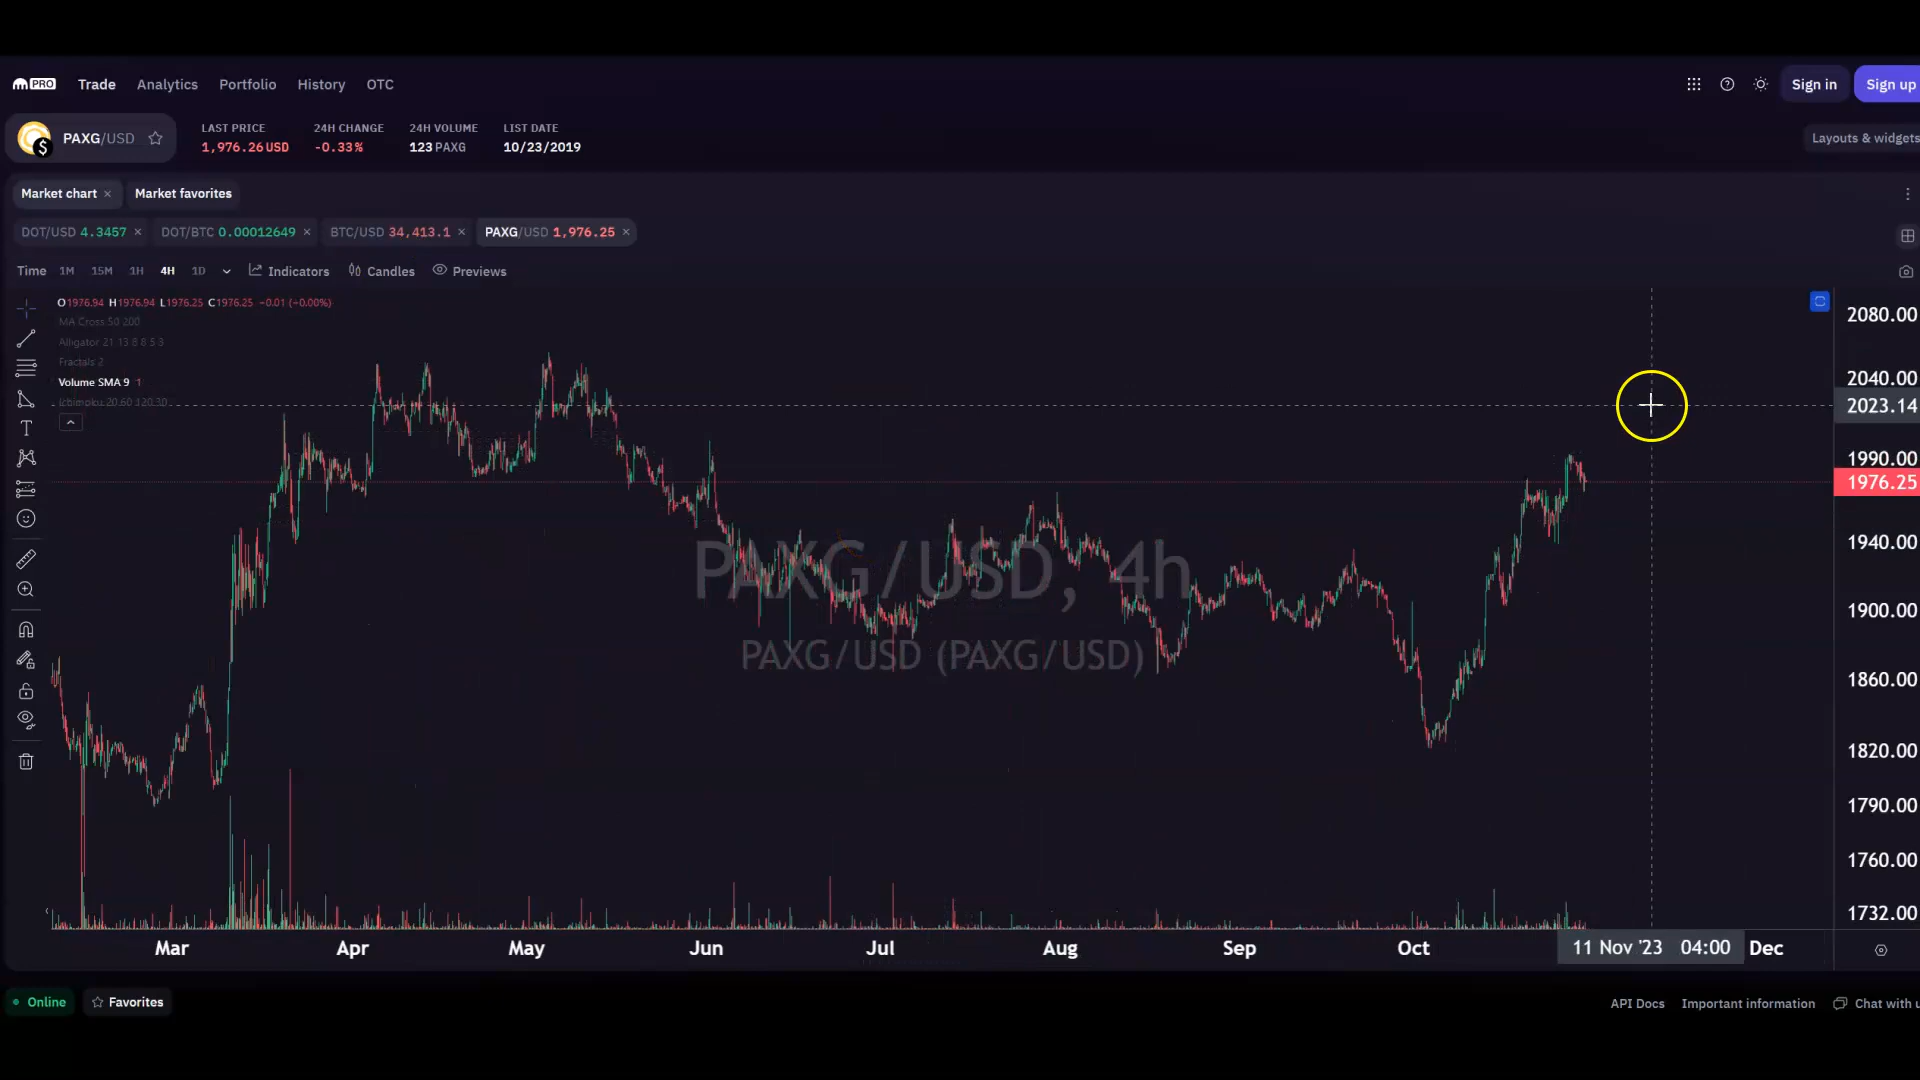 PRO Trade Analytics Portfolio History OTC Sign in Sign up
PAXG/USD
LAST PRICE 24H CHANGE 24H VOLUME LIST DATE
1,976.26 USD -0.33% 123 PAXG 10/23/2019
Layouts & widgets
Market chart × Market favorites
DOT/USD 4.3457 × DOT/BTC 0.00012649 × BTC/USD 34,413.1 × PAXG/USD 1,976.25 ×
Time 1M 15M 1H 4H 1D Indicators Candles Previews
O1976.94 H1976.94 L1976.25 C1976.25 −0.01 (−0.00%)
MA Cross 50 200
Alligator 21 13 8 8 5 3
Fractals 2
Volume SMA 9 1
Ichimoku 20 60 120 30
2080.00
2040.00
2023.14
1990.00
1976.25
1940.00
1900.00
1860.00
1820.00
1790.00
1760.00
1732.00
PAXG/USD, 4h
PAXG/USD (PAXG/USD)
Mar Apr May Jun Jul Aug Sep Oct 11 Nov '23 04:00 Dec
Online Favorites API Docs Important information Chat with u